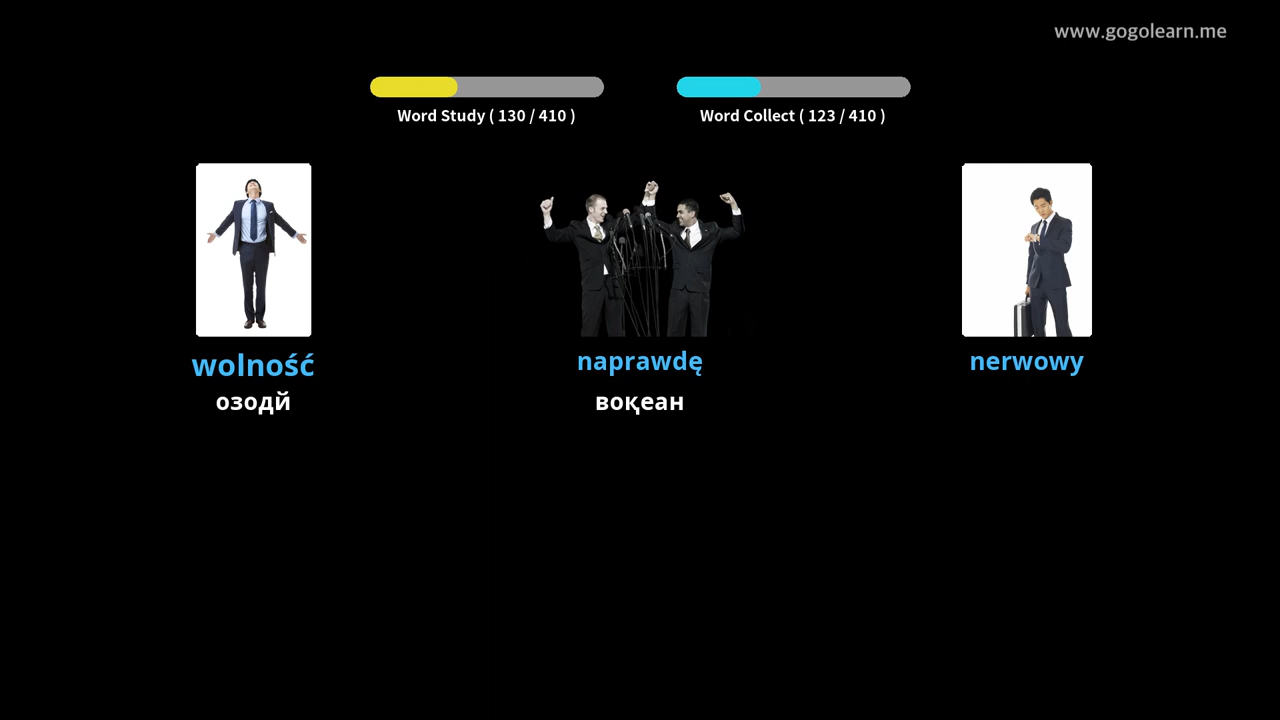 www.gogolearn.me
Word Study ( 130 / 410 )
Word Collect ( 123 / 410 )
wolność
naprawdę
nerwowy
озодй
воқеан